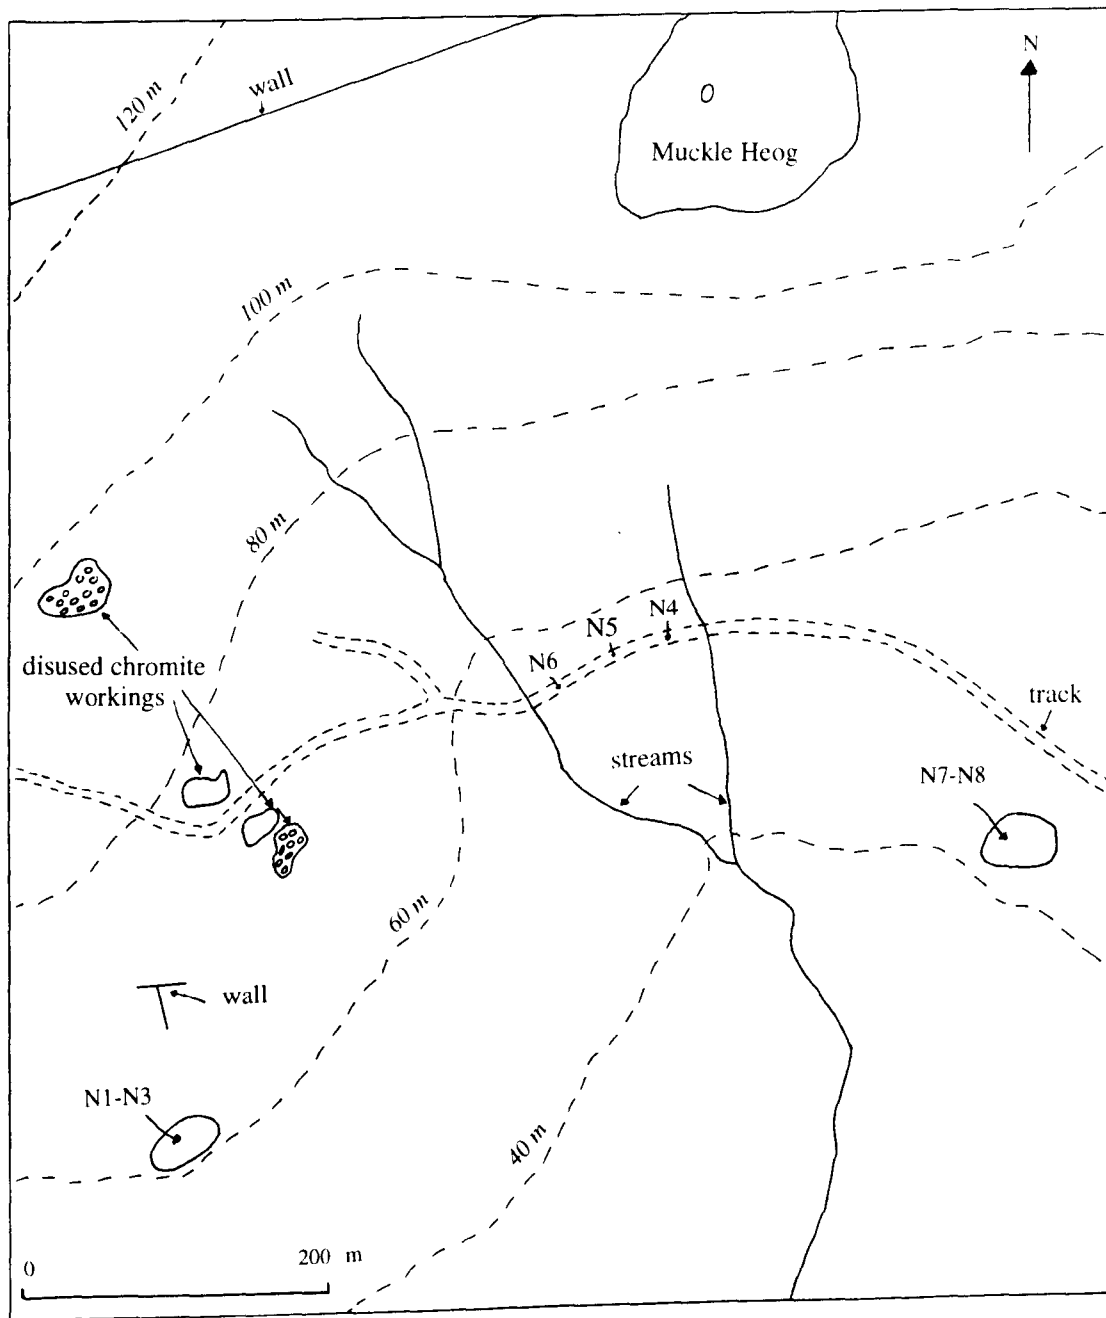 N
wall
120 m
Muckle Heog
100 m
80 m
N4
N5
N6
disused chromite
workings
track
streams
N7-N8
60 m
wall
N1-N3
40 m
0
200 m